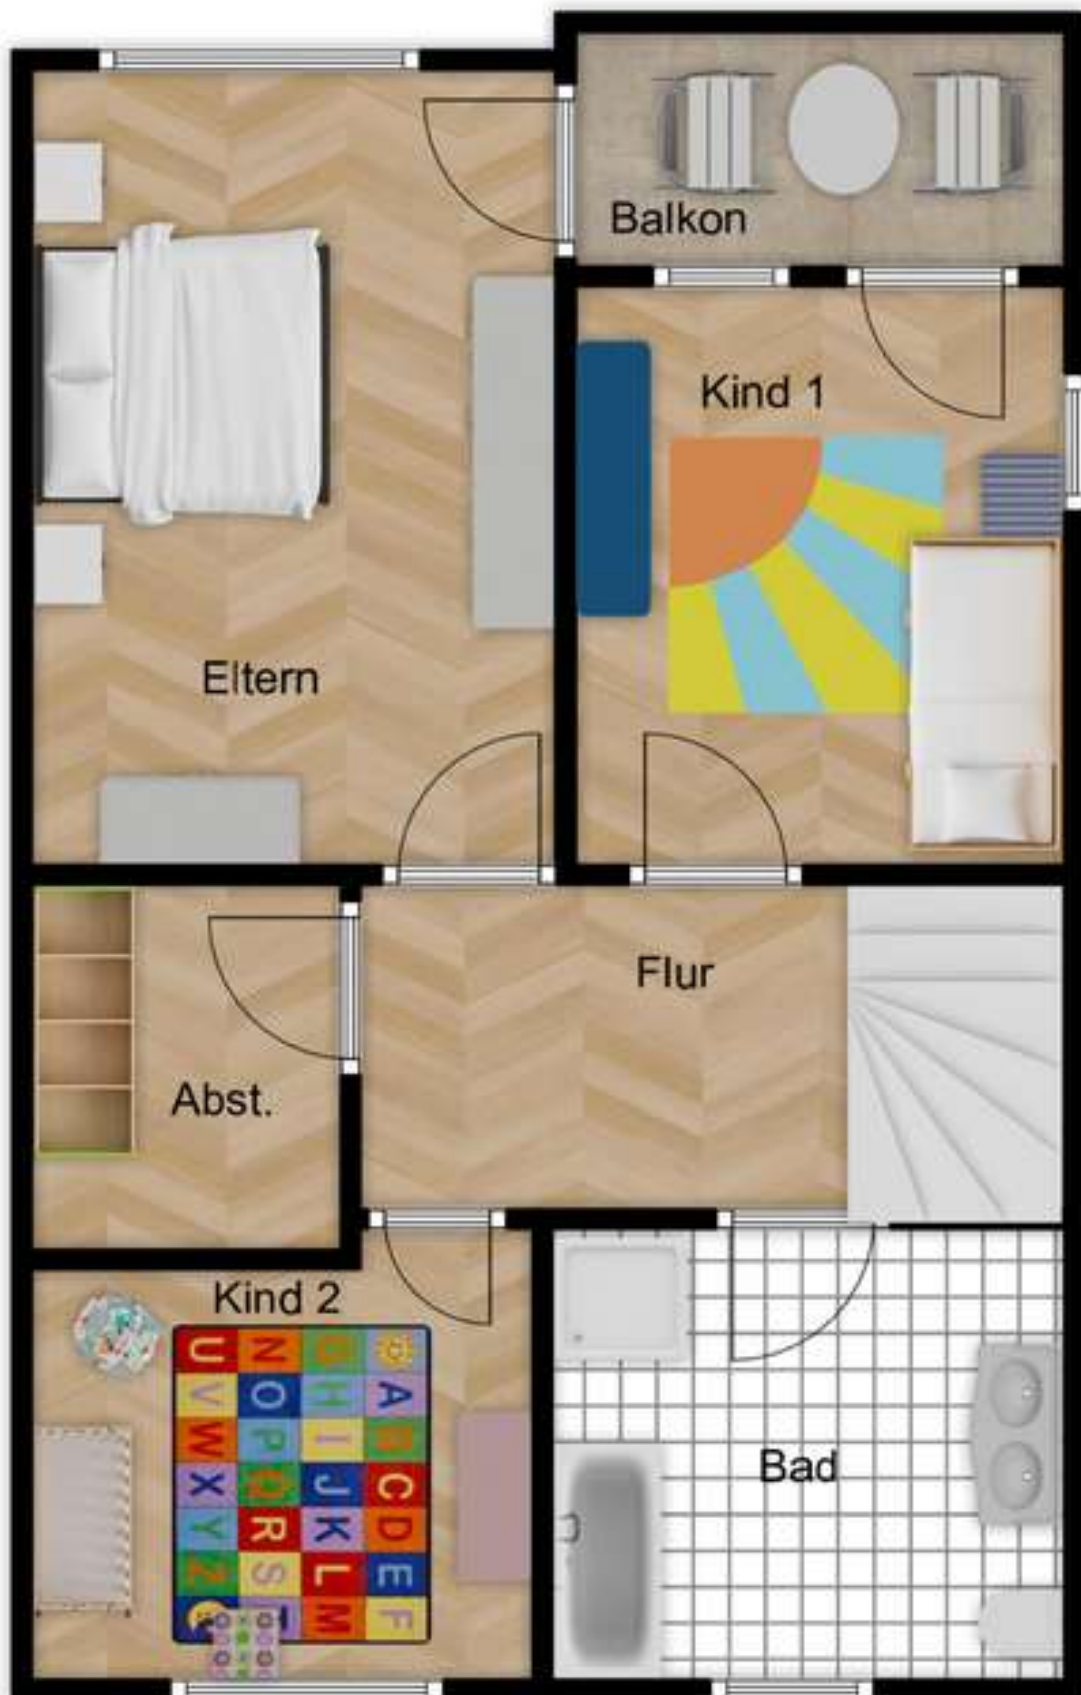 Balkon
Kind 1
Eltern
Flur
Abst.
Kind 2
U N G
V O H A
W P I B
X Q J C
Y R K D
Z S L E
T M F
Bad